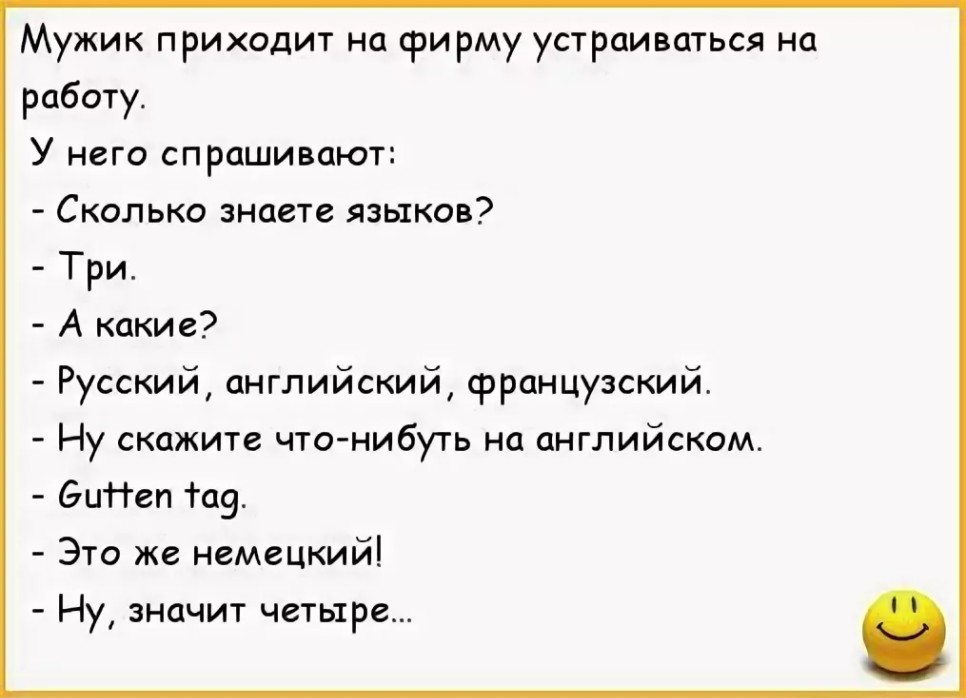 Мужик приходит на фирму устраиваться на
работу.
У него спрашивают:
- Сколько знаете языков?
- Три.
- А какие?
- Русский, английский, французский.
- Ну скажите что-нибуть на английском.
- Gutten tag.
- Это же немецкий!
- Ну, значит четыре...